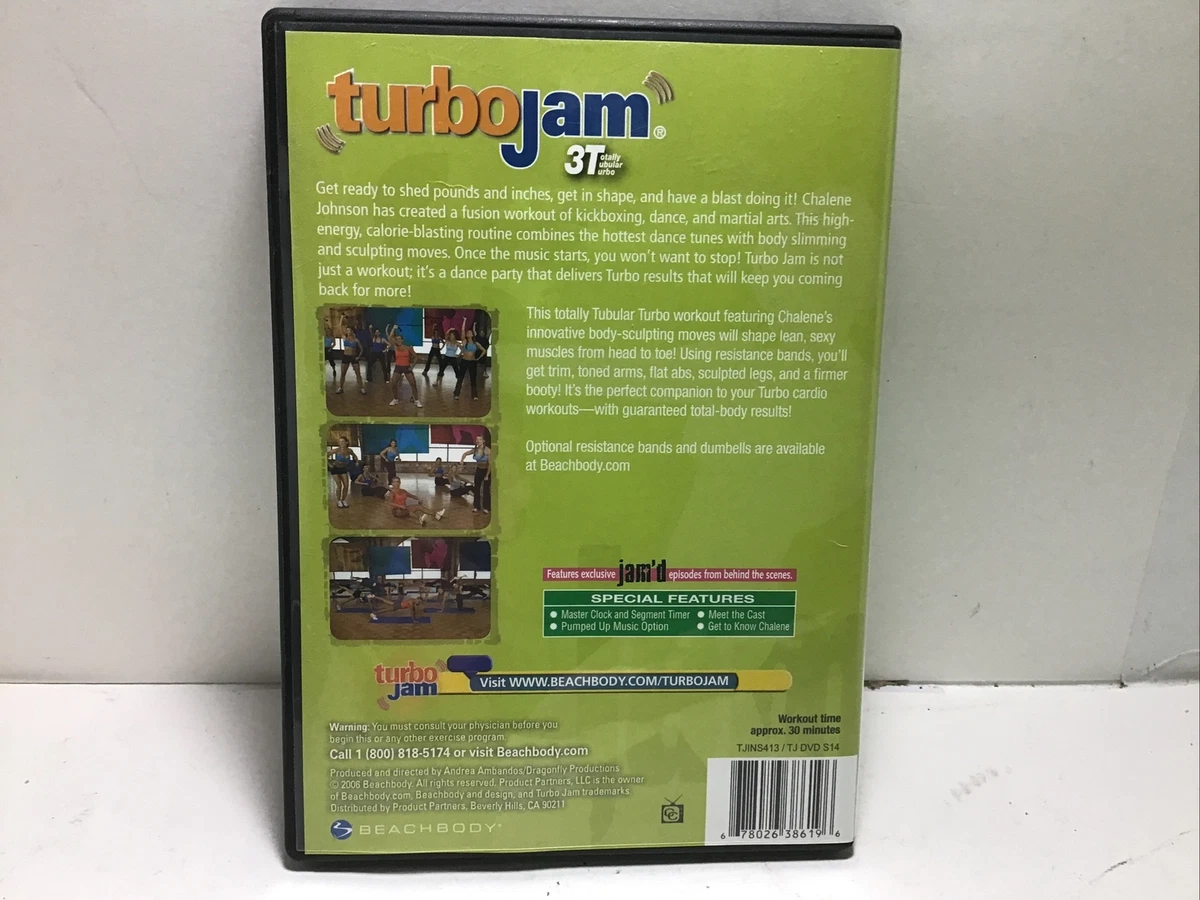 turbojam®
3Totally
ubular
urbo
Get ready to shed pounds and inches, get in shape, and have a blast doing it! Chalene
Johnson has created a fusion workout of kickboxing, dance, and martial arts. This high-
energy, calorie-blasting routine combines the hottest dance tunes with body slimming
and sculpting moves. Once the music starts, you won't want to stop! Turbo Jam is not
just a workout; it's a dance party that delivers Turbo results that will keep you coming
back for more!
This totally Tubular Turbo workout featuring Chalene's
innovative body-sculpting moves will shape lean, sexy
muscles from head to toe! Using resistance bands, you'll
get trim, toned arms, flat abs, sculpted legs, and a firmer
booty! It's the perfect companion to your Turbo cardio
workouts—with guaranteed total-body results!
Optional resistance bands and dumbells are available
at Beachbody.com
Features exclusive jam'd episodes from behind the scenes.
SPECIAL FEATURES
● Master Clock and Segment Timer ● Meet the Cast
● Pumped Up Music Option ● Get to Know Chalene
turbo
jam
Visit WWW.BEACHBODY.COM/TURBOJAM
Warning: You must consult your physician before you
begin this or any other exercise program.
Call 1 (800) 818-5174 or visit Beachbody.com
Produced and directed by Andrea Ambandos/Dragonfly Productions
© 2006 Beachbody. All rights reserved. Product Partners, LLC is the owner
of Beachbody.com, Beachbody and design, and Turbo Jam trademarks.
Distributed by Product Partners, Beverly Hills, CA 90211
BEACHBODY®
CC
Workout time
approx. 30 minutes
TJINS413 / TJ DVD S14
6 78026 38619 6